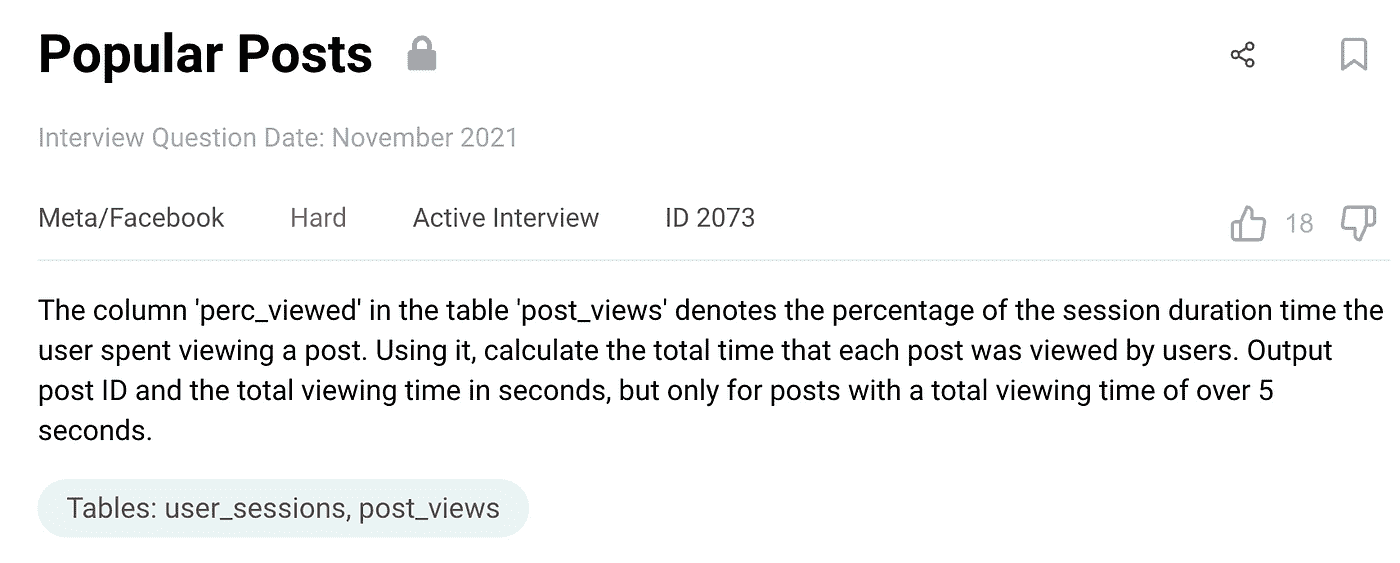 Popular Posts
Interview Question Date: November 2021
Meta/Facebook Hard Active Interview ID 2073 18
The column 'perc_viewed' in the table 'post_views' denotes the percentage of the session duration time the
user spent viewing a post. Using it, calculate the total time that each post was viewed by users. Output
post ID and the total viewing time in seconds, but only for posts with a total viewing time of over 5
seconds.
Tables: user_sessions, post_views